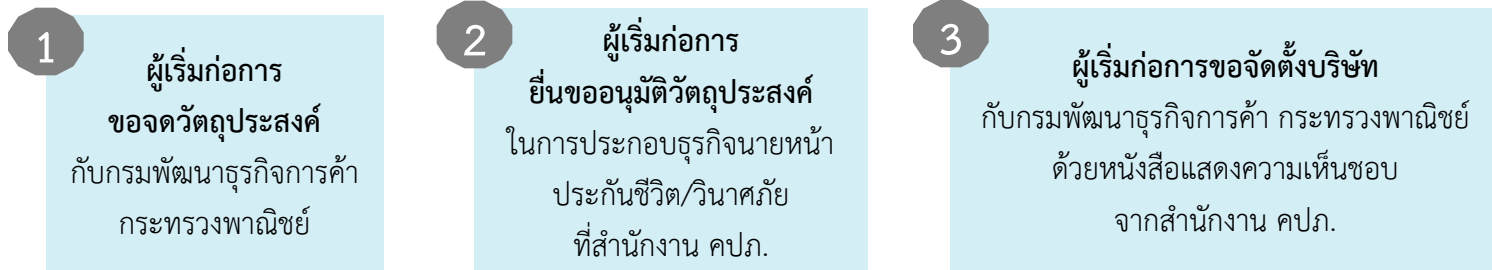 1
ผู้เริ่มก่อการ
ขอจดวัตถุประสงค์
กับกรมพัฒนาธุรกิจการค้า
กระทรวงพาณิชย์
2
ผู้เริ่มก่อการ
ยื่นขออนุมัติวัตถุประสงค์
ในการประกอบธุรกิจนายหน้า
ประกันชีวิต/วินาศภัย
ที่สำนักงาน คปภ.
3
ผู้เริ่มก่อการขอจัดตั้งบริษัท
กับกรมพัฒนาธุรกิจการค้า กระทรวงพาณิชย์
ด้วยหนังสือแสดงความเห็นชอบ
จากสำนักงาน คปภ.